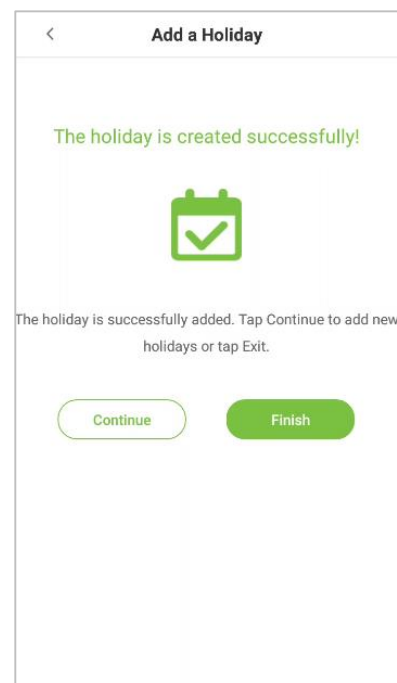 Add a Holiday
The holiday is created successfully!
The holiday is successfully added. Tap Continue to add new
holidays or tap Exit.
Continue
Finish